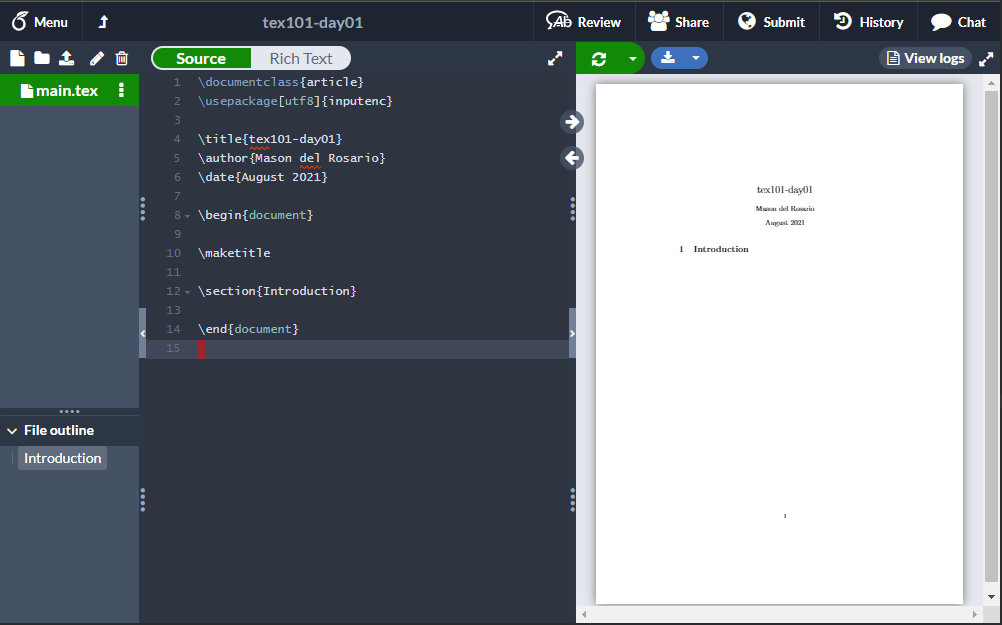 Menu
tex101-day01
Review
Share
Submit
History
Chat
Source
Rich Text
View logs
main.tex
1 \documentclass{article}
2 \usepackage[utf8]{inputenc}
3
4 \title{tex101-day01}
5 \author{Mason del Rosario}
6 \date{August 2021}
7
8 \begin{document}
9
10 \maketitle
11
12 \section{Introduction}
13
14 \end{document}
15
File outline
Introduction
tex101-day01
Mason del Rosario
August 2021
1 Introduction
1